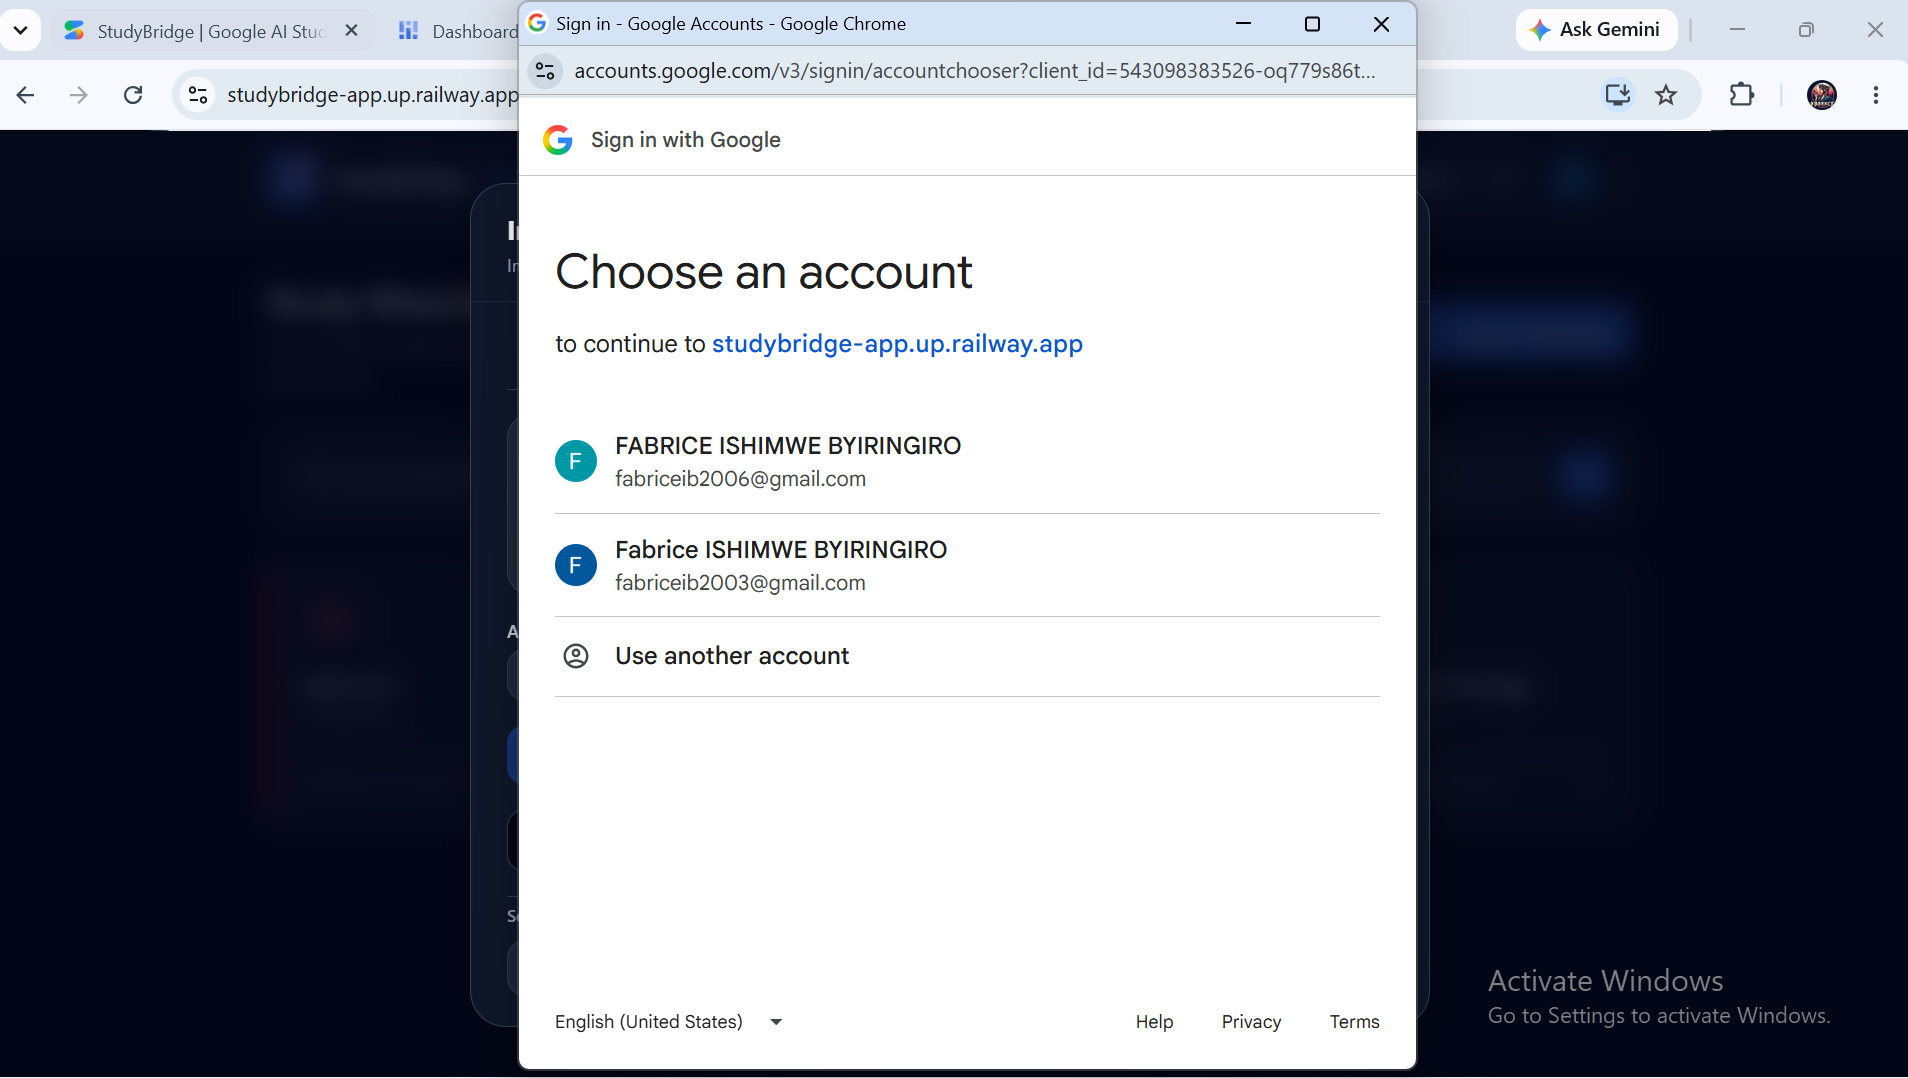 StudyBridge | Google AI Stud
Dashboard
Sign in - Google Accounts - Google Chrome
Ask Gemini
studybridge-app.up.railway.app
accounts.google.com/v3/signin/accountchooser?client_id=543098383526-oq779s86t...
Sign in with Google
Choose an account
to continue to studybridge-app.up.railway.app
F
FABRICE ISHIMWE BYIRINGIRO
fabriceib2006@gmail.com
F
Fabrice ISHIMWE BYIRINGIRO
fabriceib2003@gmail.com
Use another account
English (United States)
Help
Privacy
Terms
Activate Windows
Go to Settings to activate Windows.